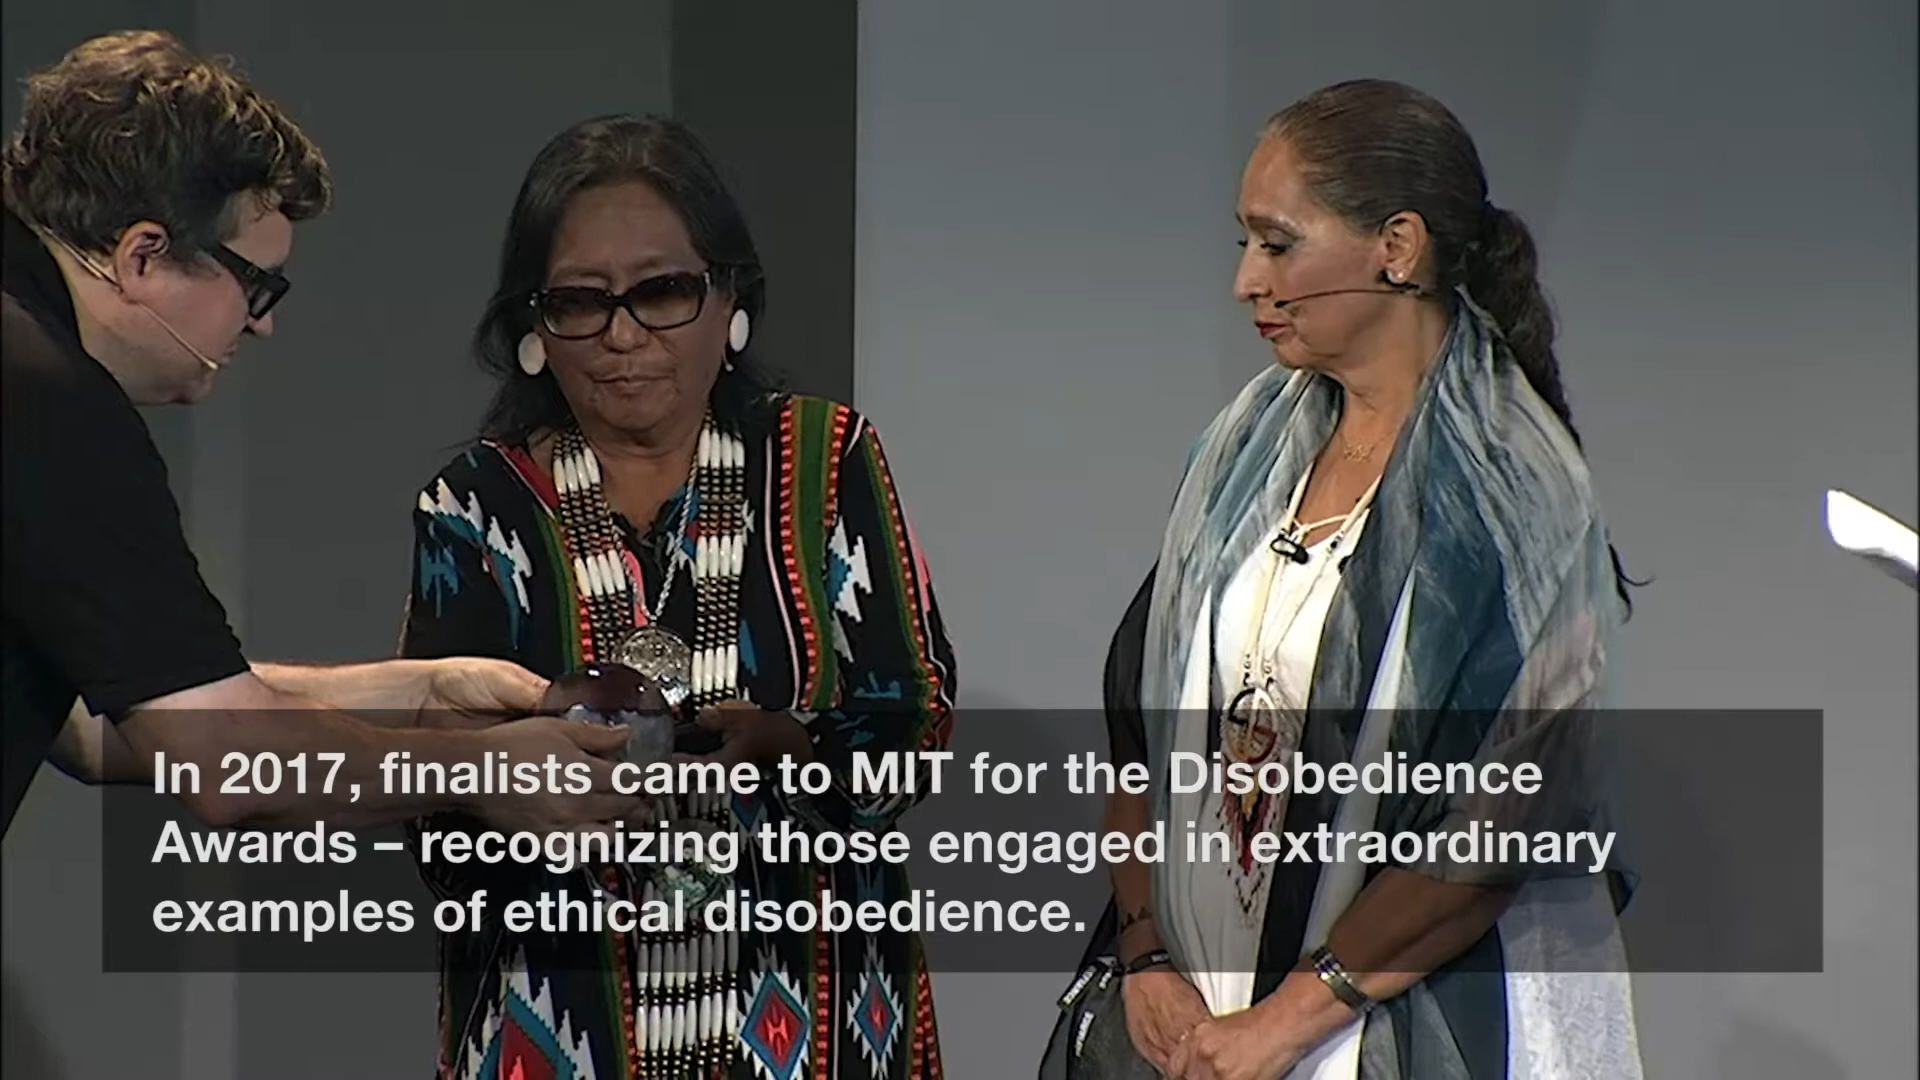 In 2017, finalists came to MIT for the Disobedience
Awards – recognizing those engaged in extraordinary
examples of ethical disobedience.